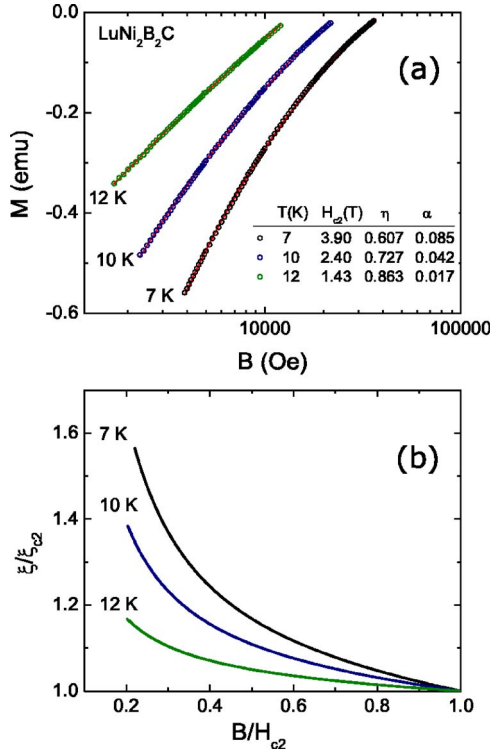 0.0
LuNi₂B₂C
(a)
-0.2
M (emu)
12 K
-0.4
T(K) H_c2(T) η α
10 K
7 3.90 0.607 0.085
10 2.40 0.727 0.042
7 K
12 1.43 0.863 0.017
-0.6
10000 100000
B (Oe)
1.6
7 K
(b)
1.4
10 K
ξ/ξ_c2
1.2
12 K
1.0
0.2 0.4 0.6 0.8 1.0
B/H_c2